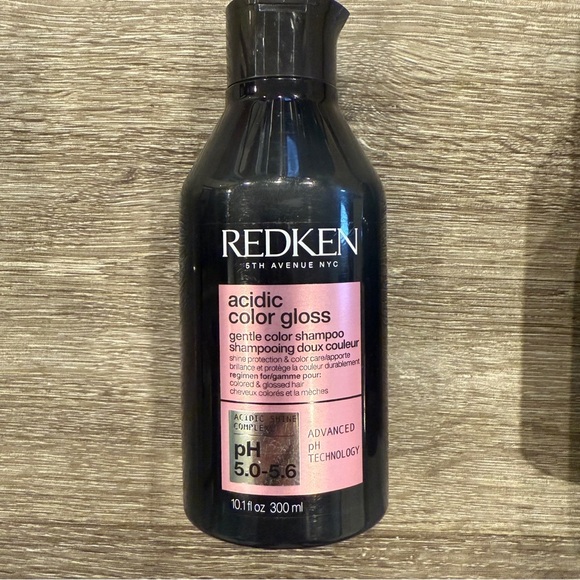 REDKEN
5TH AVENUE NYC
acidic
color gloss
gentle color shampoo
shampooing doux couleur
shine protection & color care/apporte
brillance et protège la couleur durablement
regimen for/gamme pour:
colored & glossed hair
cheveux colorés et la mèches
ACIDIC SHINE
COMPLEX
pH
5.0-5.6
ADVANCED
pH
TECHNOLOGY
10.1 fl oz 300 ml